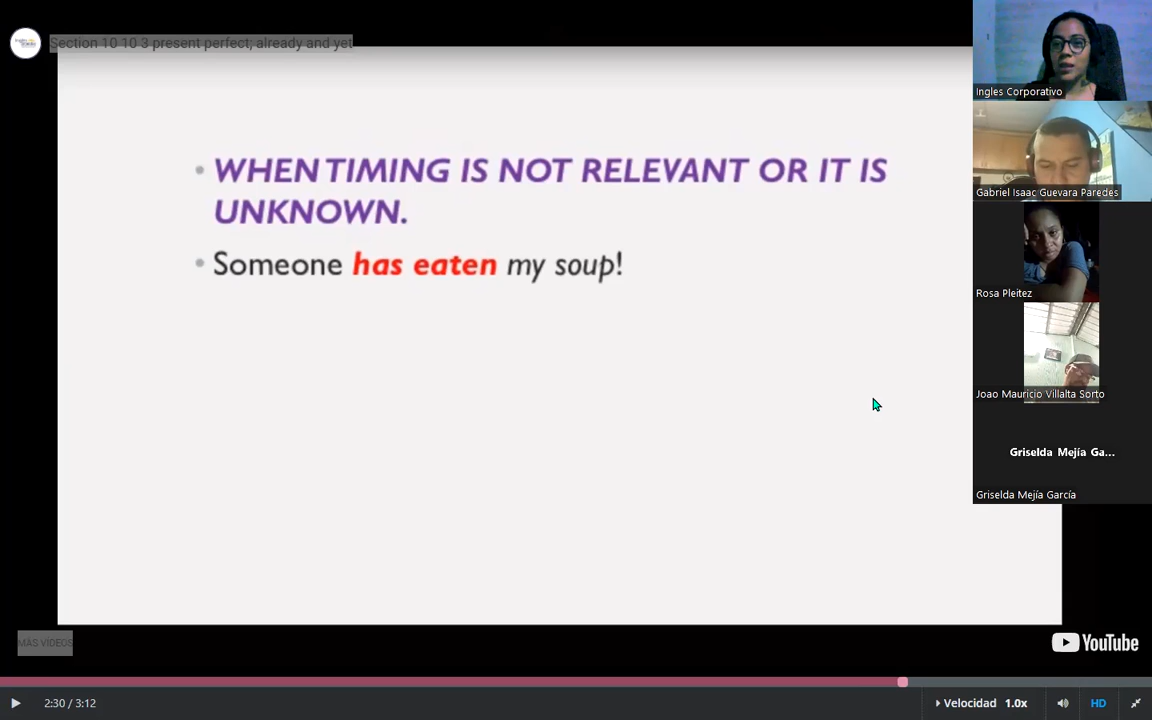 Section 10 10 3 present perfect; already and yet
WHEN TIMING IS NOT RELEVANT OR IT IS
UNKNOWN.
Someone has eaten my soup!
Ingles Corporativo
Gabriel Isaac Guevara Paredes
Rosa Pleitez
Joao Mauricio Villalta Sorto
Griselda Mejía Ga...
Griselda Mejía García
MÁS VÍDEOS
YouTube
2:30 / 3:12
Velocidad 1.0x
HD